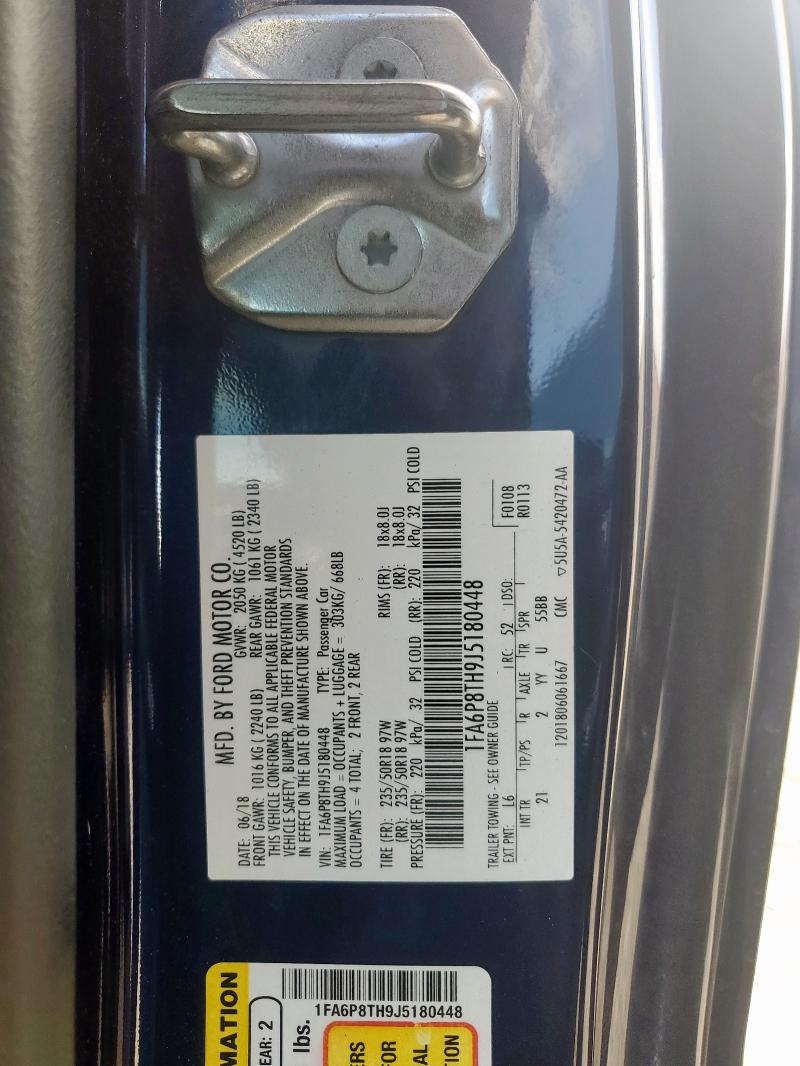 MFD. BY FORD MOTOR CO.
DATE: 06/18 GVWR: 2050 KG ( 4520 LB)
FRONT GAWR: 1016 KG ( 2240 LB) REAR GAWR: 1061 KG ( 2340 LB)
THIS VEHICLE CONFORMS TO ALL APPLICABLE FEDERAL MOTOR
VEHICLE SAFETY, BUMPER, AND THEFT PREVENTION STANDARDS
IN EFFECT ON THE DATE OF MANUFACTURE SHOWN ABOVE.
VIN: 1FA6P8TH9J5180448 TYPE: Passenger Car
MAXIMUM LOAD = OCCUPANTS + LUGGAGE = 303KG/ 668LB
OCCUPANTS = 4 TOTAL; 2 FRONT, 2 REAR
TIRE (FR): 235/50R18 97W RIMS (FR): 18x8.0J
(RR): 235/50R18 97W (RR): 18x8.0J
PRESSURE (FR): 220 kPa/ 32 PSI COLD (RR): 220 kPa/ 32 PSI COLD
1FA6P8TH9J5180448
TRAILER TOWING - SEE OWNER GUIDE F0108
EXT PNT: L6 RC: 52 DSO: R0113
INT TR TP/PS R AXLE TR SPR
21 2 YY U 55BB
1201806061667 CMC ▽5U5A-5420472-AA
1FA6P8TH9J5180448
MATION
EAR: 2
lbs.
ERS
FOR
AL
TION